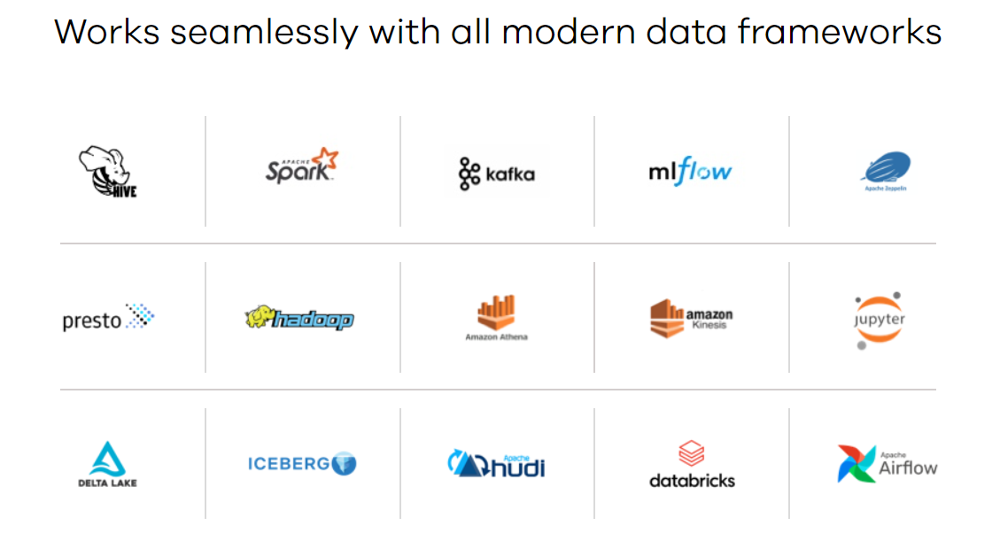 Works seamlessly with all modern data frameworks
HIVE
APACHE
Spark
kafka
mlflow
Apache Zeppelin
presto
hadoop
Amazon Athena
amazon
Kinesis
jupyter
DELTA LAKE
ICEBERG
Apache
hudi
databricks
Apache
Airflow